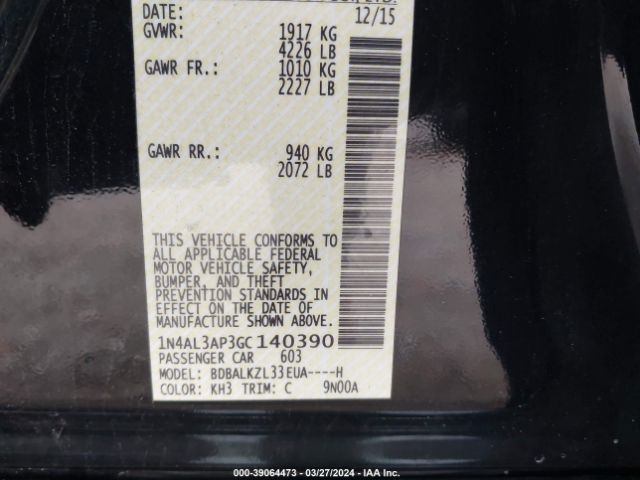 DATE: 12/15
GVWR: 1917 KG
4226 LB
GAWR FR.: 1010 KG
2227 LB
GAWR RR.: 940 KG
2072 LB
THIS VEHICLE CONFORMS TO
ALL APPLICABLE FEDERAL
MOTOR VEHICLE SAFETY,
BUMPER, AND THEFT
PREVENTION STANDARDS IN
EFFECT ON THE DATE OF
MANUFACTURE SHOWN ABOVE.
1N4AL3AP3GC140390
PASSENGER CAR 603
MODEL: BDBALKZL33EUA----H
COLOR: KH3 TRIM: C 9N00A
000-39064473 - 03/27/2024 - IAA Inc.